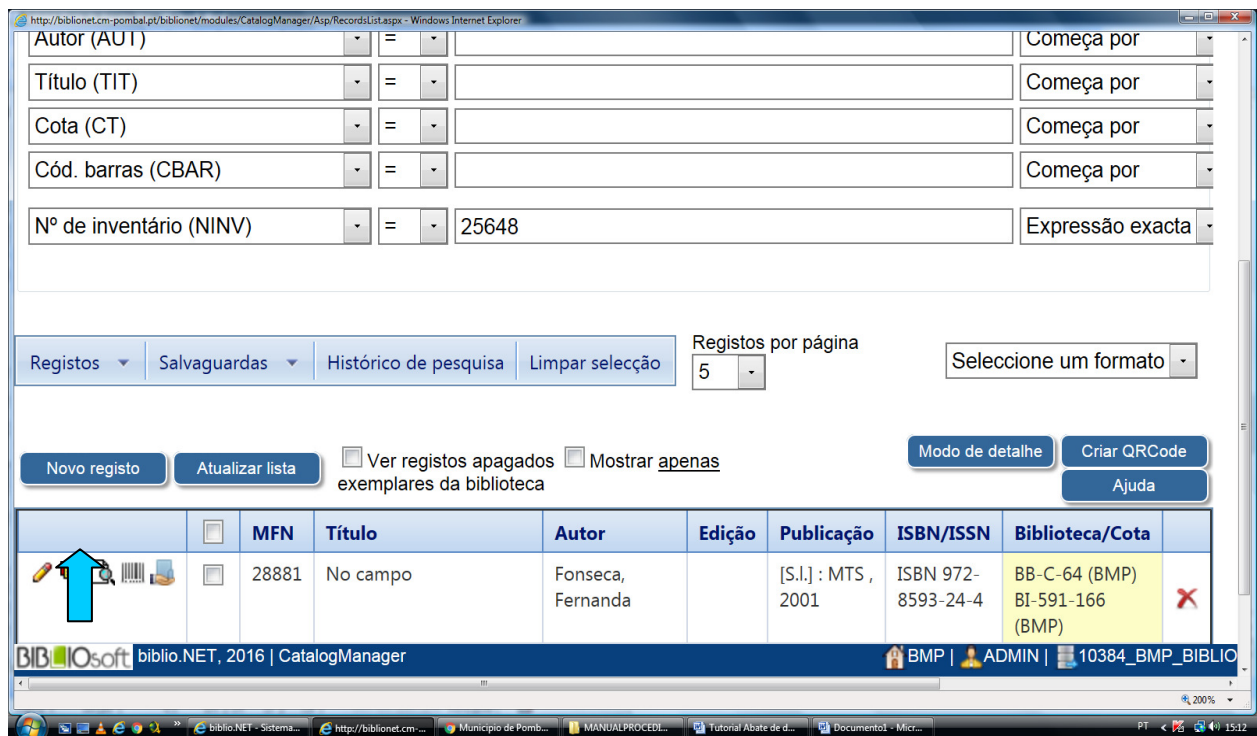 http://biblionet.cm-pombal.pt/biblionet/modules/CatalogManager/Asp/RecordsList.aspx - Windows Internet Explorer
Autor (AUT) = Começa por
Título (TIT) = Começa por
Cota (CT) = Começa por
Cód. barras (CBAR) = Começa por
Nº de inventário (NINV) = 25648 Expressão exacta
Registos Salvaguardas Histórico de pesquisa Limpar selecção
Registos por página
5
Seleccione um formato
Novo registo Atualizar lista
Ver registos apagados Mostrar apenas
exemplares da biblioteca
Modo de detalhe Criar QRCode
Ajuda
MFN Título Autor Edição Publicação ISBN/ISSN Biblioteca/Cota
28881 No campo Fonseca, [S.l.] : MTS , ISBN 972- BB-C-64 (BMP)
Fernanda 2001 8593-24-4 BI-591-166
(BMP)
BIBLIOsoft biblio.NET, 2016 | CatalogManager BMP | ADMIN | 10384_BMP_BIBLIO
200%
biblio.NET - Sistema... http://biblionet.cm-... Municipio de Pomb... MANUALPROCEDI... Tutorial Abate de d... Documento1 - Micr... PT 15:12